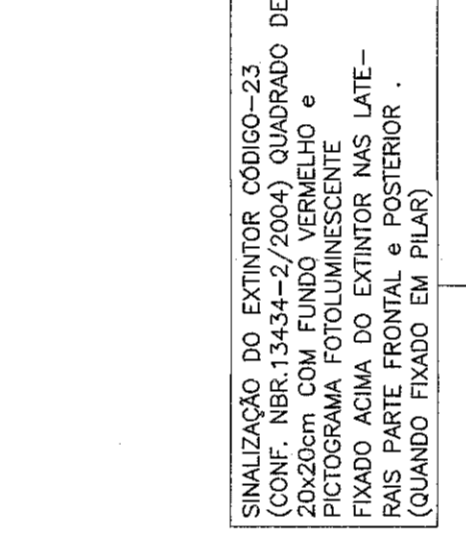 SINALIZAÇÃO DO EXTINTOR CÓDIGO-23
(CONF. NBR.13434-2/2004) QUADRADO DE
20x20cm COM FUNDO VERMELHO e
PICTOGRAMA FOTOLUMINESCENTE
FIXADO ACIMA DO EXTINTOR NAS LATE-
RAIS PARTE FRONTAL e POSTERIOR .
(QUANDO FIXADO EM PILAR)